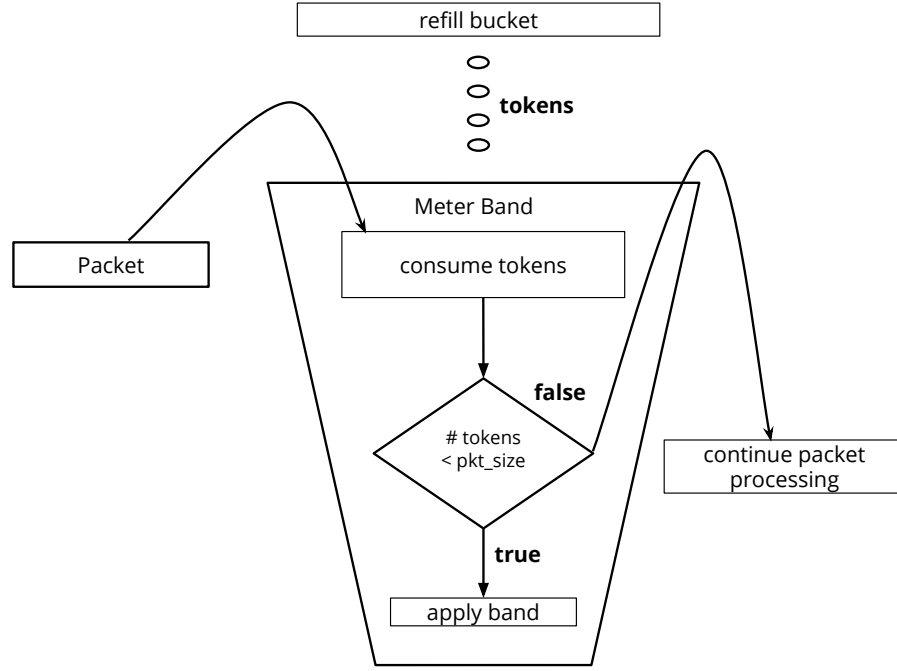 refill bucket
tokens
Meter Band
Packet
consume tokens
false
# tokens
< pkt_size
continue packet
processing
true
apply band